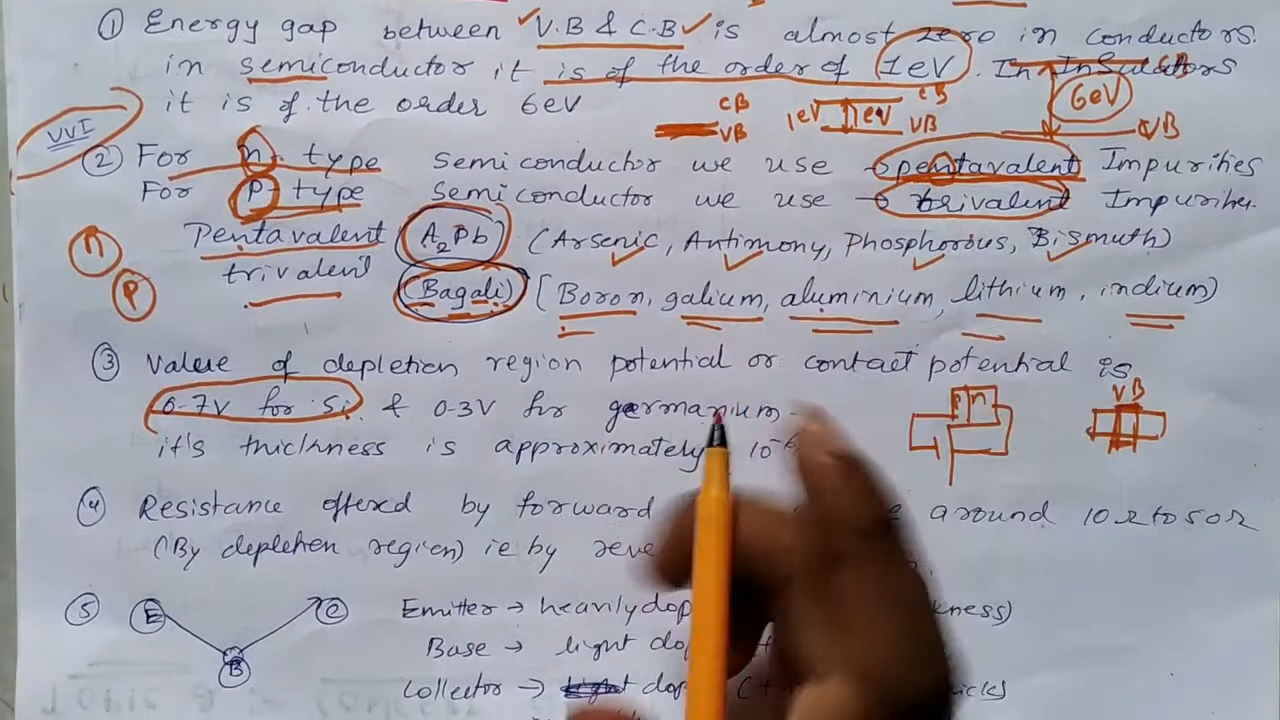 ① Energy gap between V.B & C.B is almost zero in conductors.
in semiconductor it is of the order of 1eV. In Insulators
it is of the order 6eV
CB
VB
1eV
1eV
CB
VB
6eV
CB
VB
VVI
② For n-type semiconductor we use → pentavalent Impurities
For P-type semiconductor we use → trivalent Impurities.
n
Pentavalent (A2Pb) (Arsenic, Antimony, Phosphorous, Bismuth)
P
trivalent (Bagali) [Boron, galium, aluminium, lithium, indium)
③ Value of depletion region potential or contact potential is
0.7V for Si & 0.3V for germanium
P n
VB
it's thickness is approximately 10⁻⁶
④ Resistance offered by forward around 10Ω to 50Ω
(By depletien region) ie by
⑤ E C B
Emitter → heavily
Base → light
Collector →